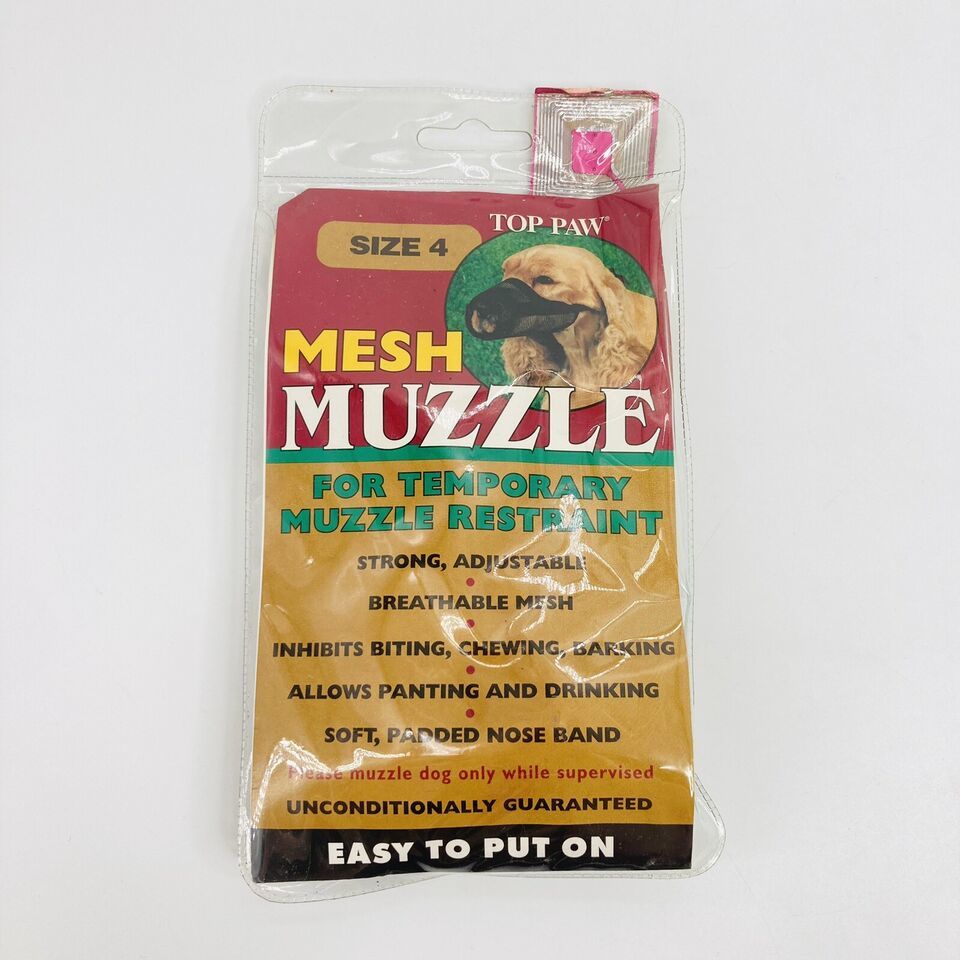 TOP PAW®
SIZE 4
MESH
MUZZLE
FOR TEMPORARY
MUZZLE RESTRAINT
STRONG, ADJUSTABLE
•
BREATHABLE MESH
•
INHIBITS BITING, CHEWING, BARKING
•
ALLOWS PANTING AND DRINKING
•
SOFT, PADDED NOSE BAND
Please muzzle dog only while supervised
UNCONDITIONALLY GUARANTEED
EASY TO PUT ON